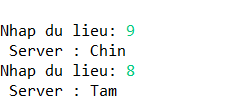 Nhap du lieu: 9
Server : Chin
Nhap du lieu: 8
Server : Tam